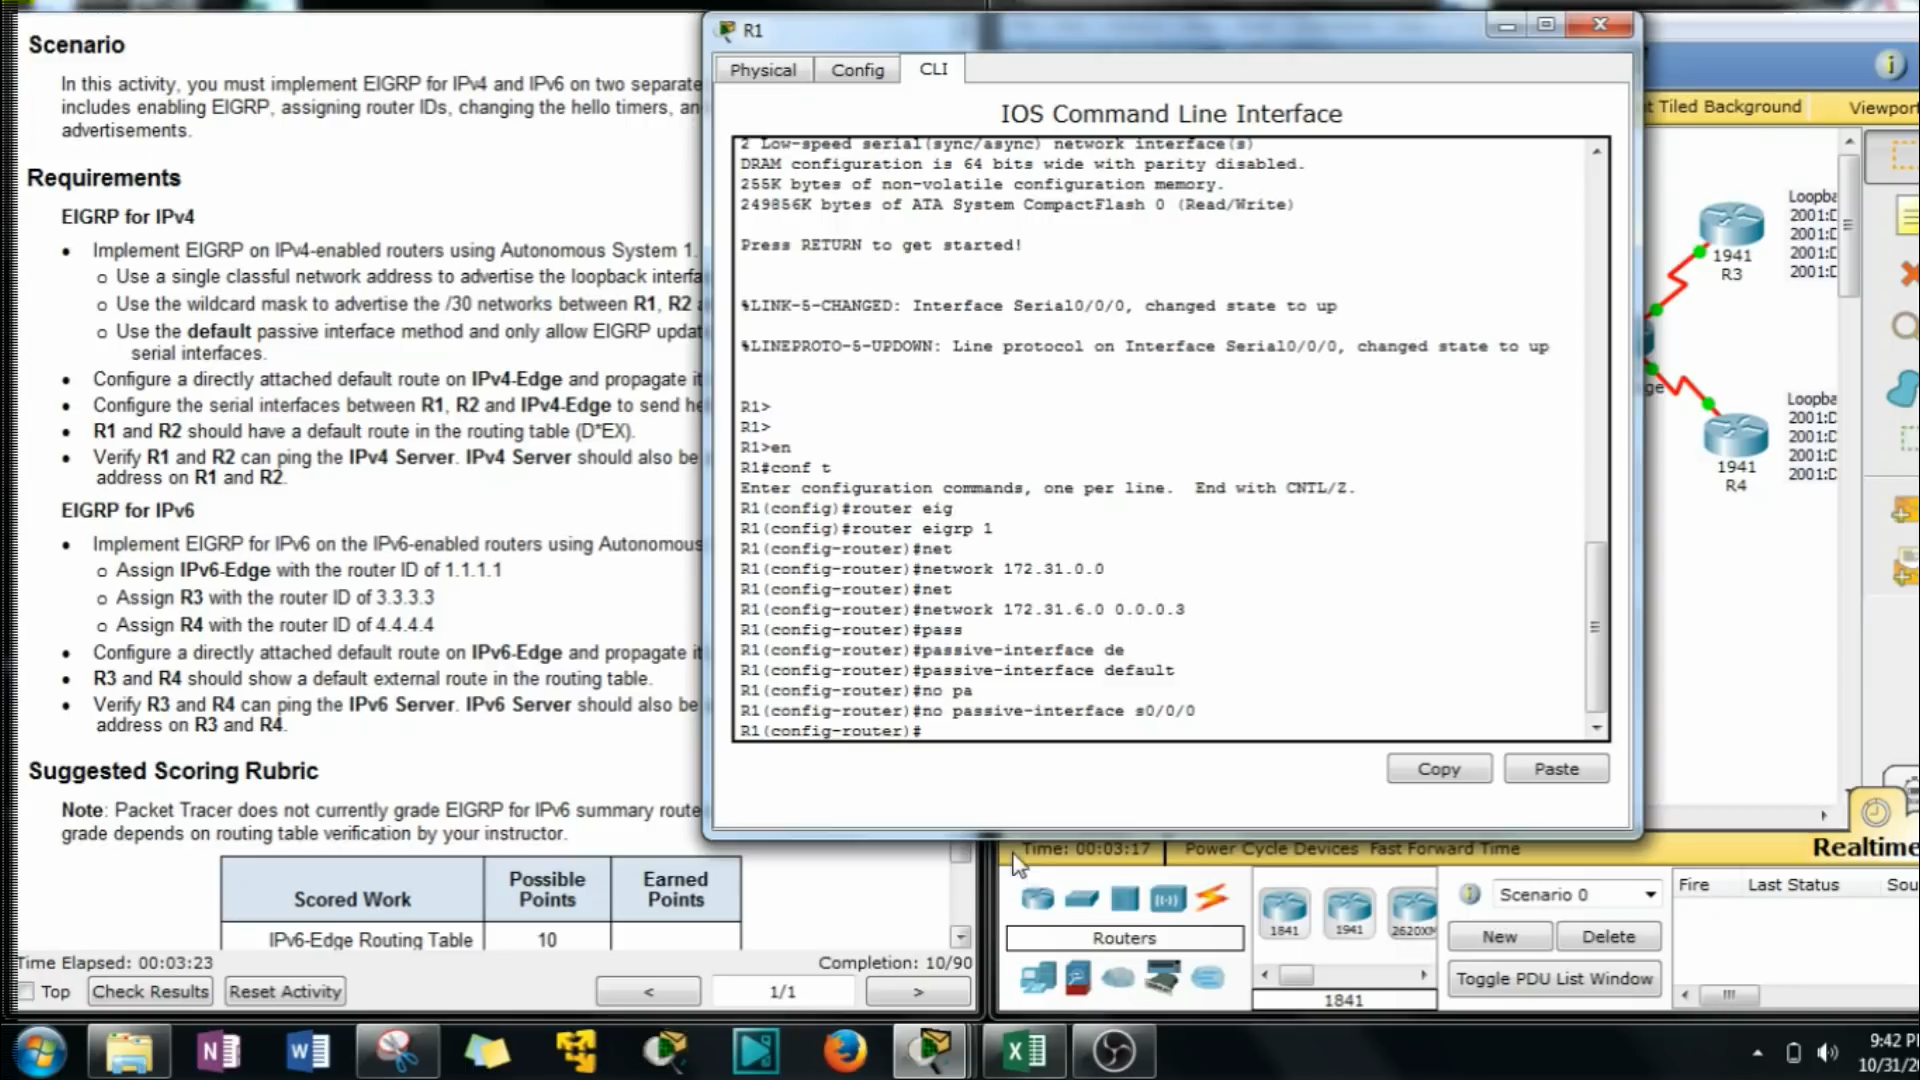 Scenario
In this activity, you must implement EIGRP for IPv4 and IPv6 on two separate
includes enabling EIGRP, assigning router IDs, changing the hello timers, an
advertisements.
Requirements
EIGRP for IPv4
• Implement EIGRP on IPv4-enabled routers using Autonomous System 1.
o Use a single classful network address to advertise the loopback interfa
o Use the wildcard mask to advertise the /30 networks between R1, R2 a
o Use the default passive interface method and only allow EIGRP updat
serial interfaces.
• Configure a directly attached default route on IPv4-Edge and propagate it
• Configure the serial interfaces between R1, R2 and IPv4-Edge to send he
• R1 and R2 should have a default route in the routing table (D*EX).
• Verify R1 and R2 can ping the IPv4 Server. IPv4 Server should also be
address on R1 and R2.
EIGRP for IPv6
• Implement EIGRP for IPv6 on the IPv6-enabled routers using Autonomous
o Assign IPv6-Edge with the router ID of 1.1.1.1
o Assign R3 with the router ID of 3.3.3.3
o Assign R4 with the router ID of 4.4.4.4
• Configure a directly attached default route on IPv6-Edge and propagate it
• R3 and R4 should show a default external route in the routing table.
• Verify R3 and R4 can ping the IPv6 Server. IPv6 Server should also be
address on R3 and R4.
Suggested Scoring Rubric
Note: Packet Tracer does not currently grade EIGRP for IPv6 summary route
grade depends on routing table verification by your instructor.
Scored Work
Possible Points
Earned Points
IPv6-Edge Routing Table
10
Time Elapsed: 00:03:23
Completion: 10/90
Top
Check Results
Reset Activity
<
1/1
>
R1
Physical
Config
CLI
IOS Command Line Interface
2 Low-speed serial(sync/async) network interface(s)
DRAM configuration is 64 bits wide with parity disabled.
255K bytes of non-volatile configuration memory.
249856K bytes of ATA System CompactFlash 0 (Read/Write)
Press RETURN to get started!
%LINK-5-CHANGED: Interface Serial0/0/0, changed state to up
%LINEPROTO-5-UPDOWN: Line protocol on Interface Serial0/0/0, changed state to up
R1>
R1>
R1>en
R1#conf t
Enter configuration commands, one per line.  End with CNTL/Z.
R1(config)#router eig
R1(config)#router eigrp 1
R1(config-router)#net
R1(config-router)#network 172.31.0.0
R1(config-router)#net
R1(config-router)#network 172.31.6.0 0.0.0.3
R1(config-router)#pass
R1(config-router)#passive-interface de
R1(config-router)#passive-interface default
R1(config-router)#no pa
R1(config-router)#no passive-interface s0/0/0
R1(config-router)#
Copy
Paste
t Tiled Background
Viewport
Loopba
2001:D
2001:D
2001:D
2001:D
1941
R3
ge
Loopba
2001:D
2001:D
2001:D
2001:D
1941
R4
Time: 00:03:17
Power Cycle Devices
Fast Forward Time
Realtime
Routers
1841
1941
2620XM
1841
Scenario 0
New
Delete
Toggle PDU List Window
Fire
Last Status
Sou
9:42 P
10/31/2